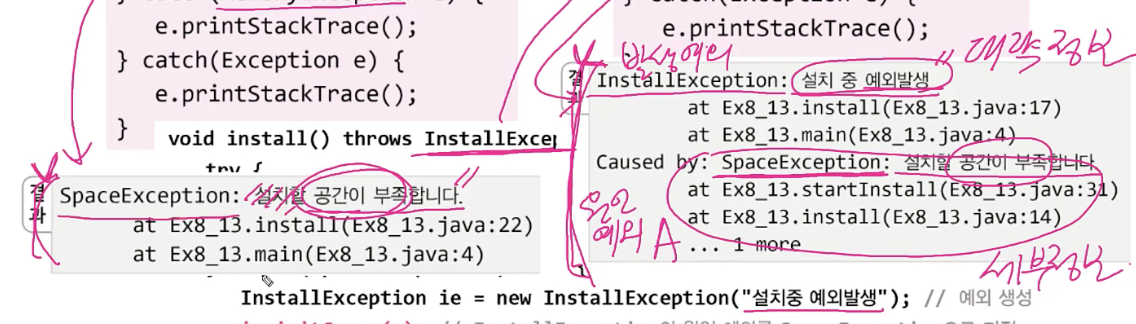 } catch(MemoryException e) {
e.printStackTrace();
} catch(Exception e) {
e.printStackTrace();
}
void install() throws InstallExcep
try {
결과
SpaceException: 설치할 공간이 부족합니다.
at Ex8_13.install(Ex8_13.java:22)
at Ex8_13.main(Ex8_13.java:4)
} catch(Exception e) {
e.printStackTrace();
}
발생예외
대략정보
결과
InstallException: 설치 중 예외발생
at Ex8_13.install(Ex8_13.java:17)
at Ex8_13.main(Ex8_13.java:4)
Caused by: SpaceException: 설치할 공간이 부족합니다
at Ex8_13.startInstall(Ex8_13.java:31)
at Ex8_13.install(Ex8_13.java:14)
... 1 more
원인
예외 A
세부정보
InstallException ie = new InstallException("설치중 예외발생"); // 예외 생성